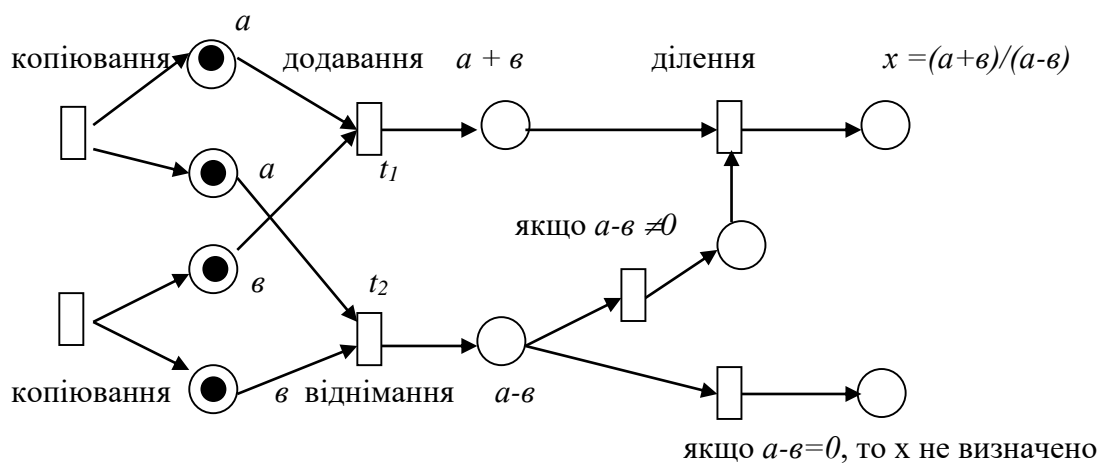 а
копіювання додавання а + в ділення х =(а+в)/(а-в)
а t1
якщо а-в ≠0
в t2
копіювання в віднімання а-в
якщо а-в=0, то х не визначено